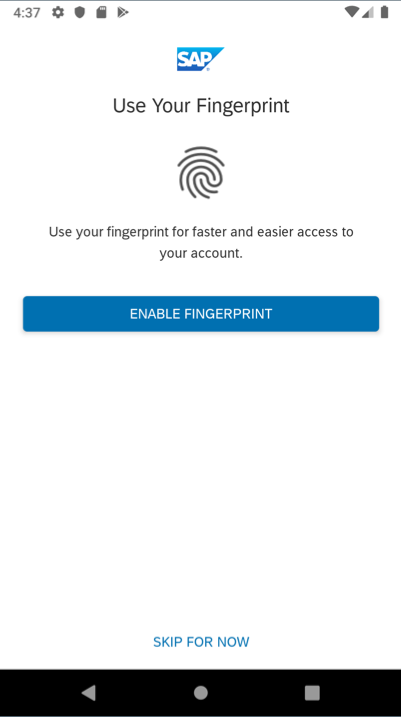 4:37
SAP
Use Your Fingerprint
Use your fingerprint for faster and easier access to
your account.
ENABLE FINGERPRINT
SKIP FOR NOW